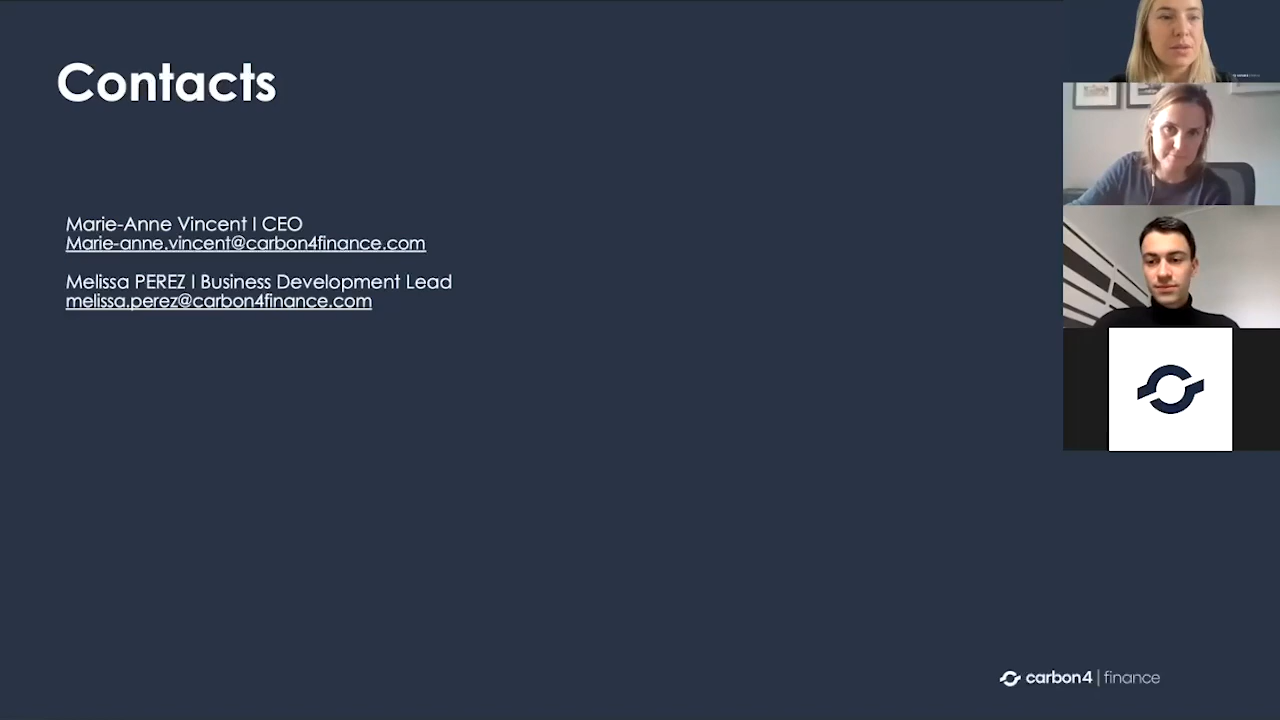 Contacts
Marie-Anne Vincent I CEO
Marie-anne.vincent@carbon4finance.com
Melissa PEREZ I Business Development Lead
melissa.perez@carbon4finance.com
carbon4 | finance